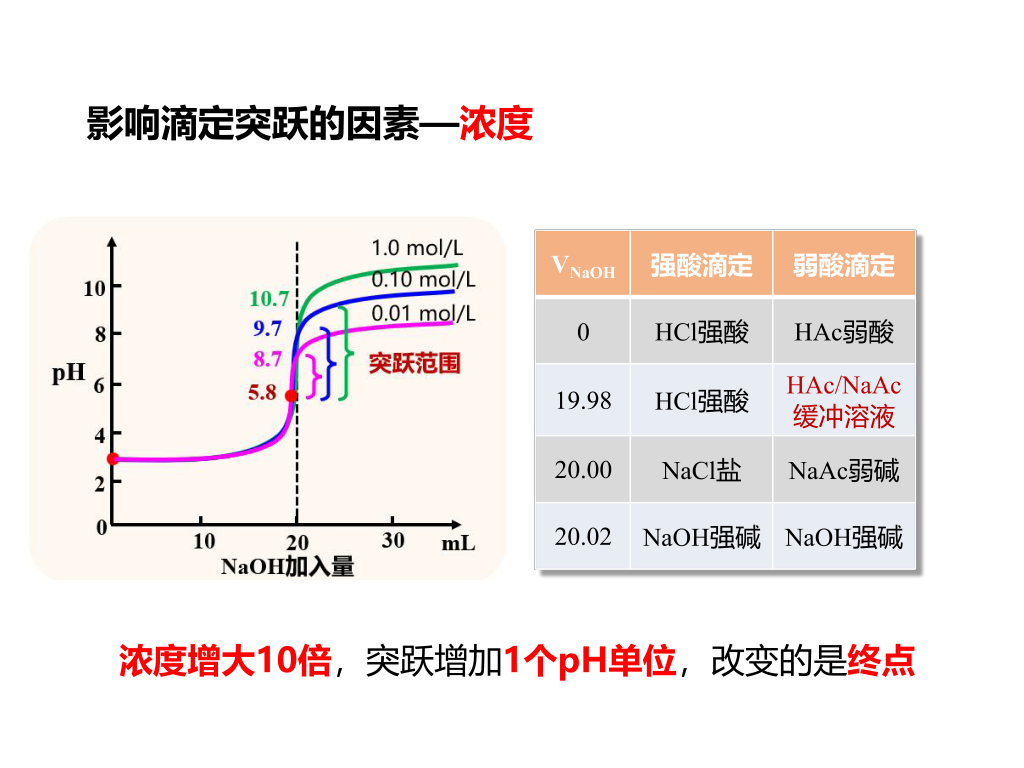 影响滴定突跃的因素—浓度
1.0 mol/L
0.10 mol/L
0.01 mol/L
10.7
9.7
8.7
5.8
突跃范围
pH
10
8
6
4
2
0
10
20
30
mL
NaOH加入量
VNaOH 强酸滴定 弱酸滴定
0 HCl强酸 HAc弱酸
19.98 HCl强酸 HAc/NaAc
缓冲溶液
20.00 NaCl盐 NaAc弱碱
20.02 NaOH强碱 NaOH强碱
浓度增大10倍，突跃增加1个pH单位，改变的是终点